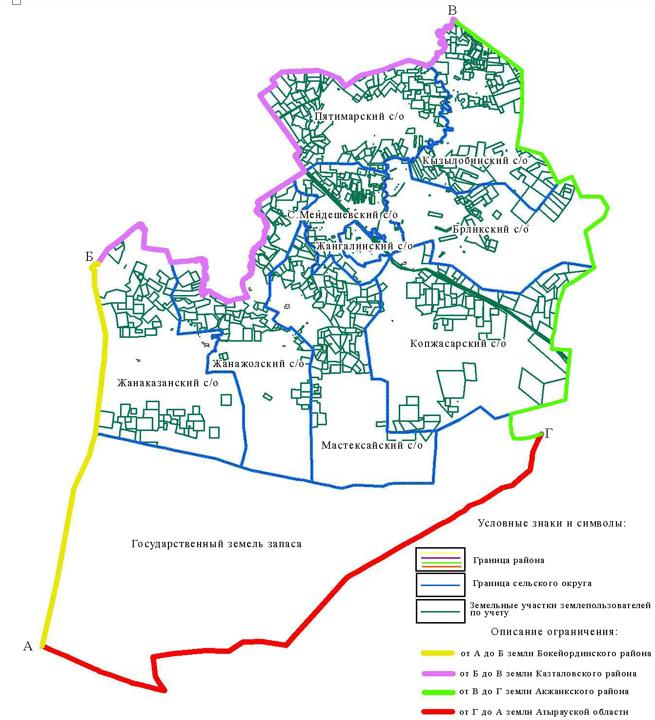 В
Пятимарский с/о
Кызылобинский с/о
С.Мендешевский с/о
Брликский с/о
Жангалинский с/о
Б
Копжасарский с/о
Жанажолский с/о
Жанаказанский с/о
Г
Мастексайский с/о
Условные знаки и символы:
Государственный земель запаса
Граница района
Граница сельского округа
Земельные участки землепользователей
по учету
Описание ограничения:
А
от А до Б земли Бокейординского района
от Б до В земли Казталовского района
от В до Г земли Акжаикского района
от Г до А земли Атырауской области